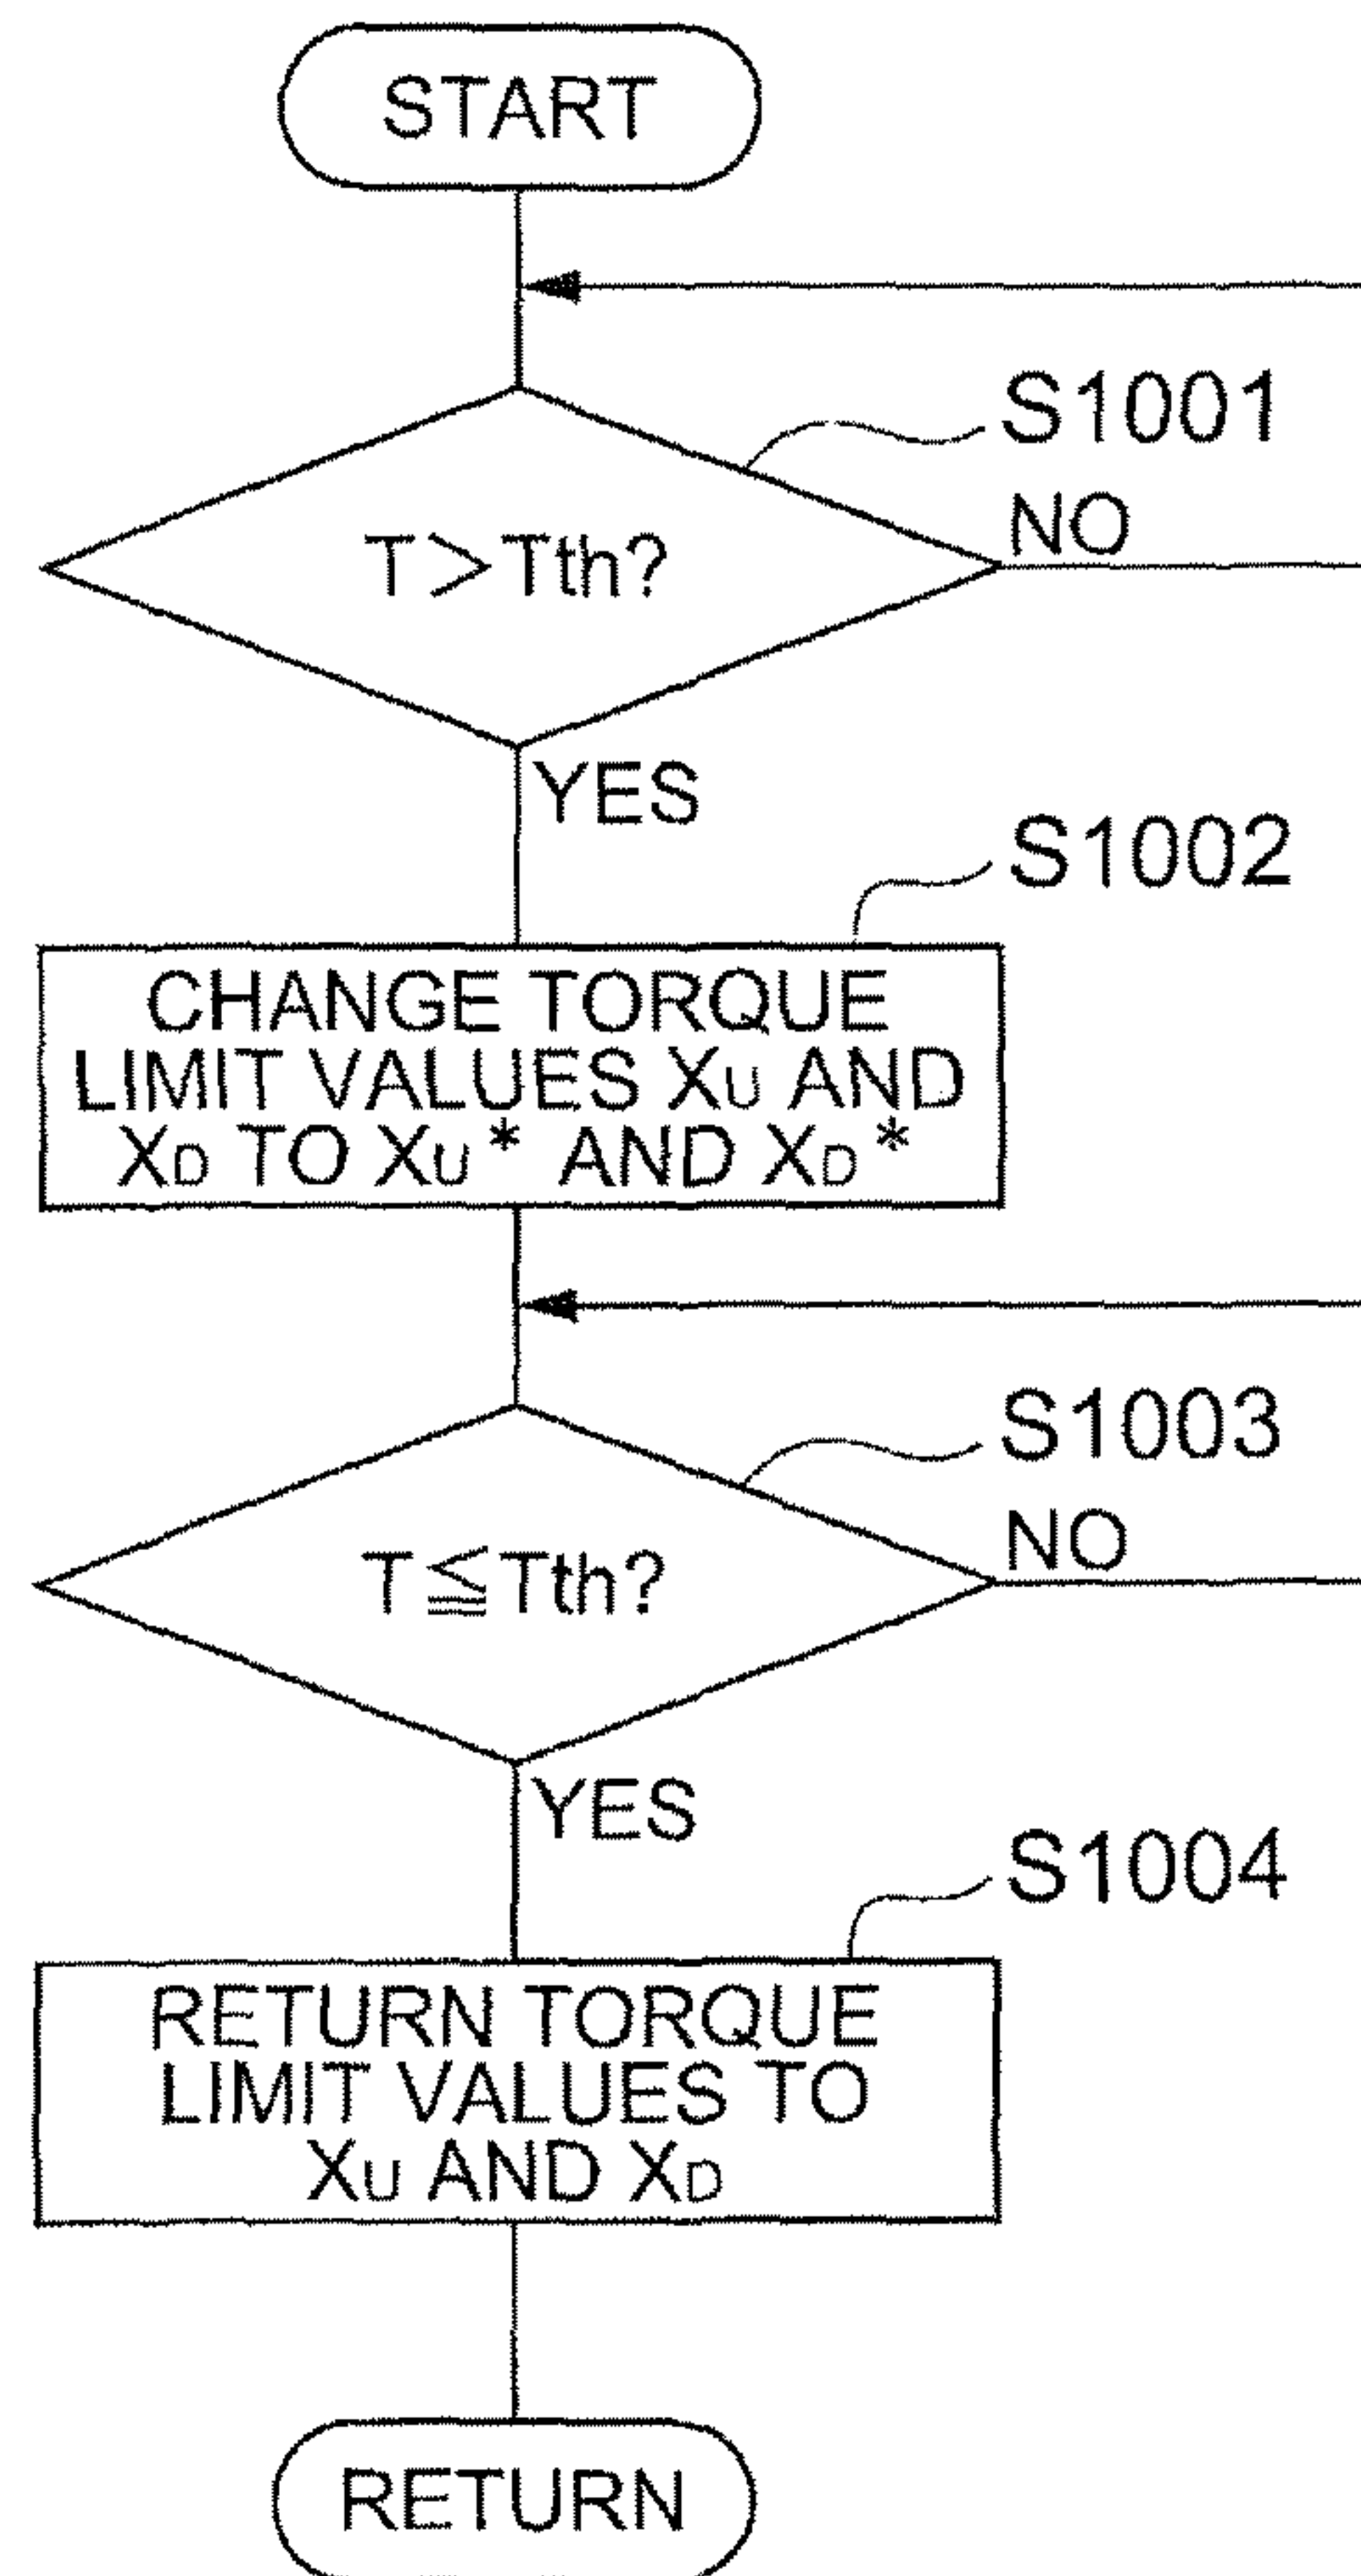 START
S1001
T>Tth?
NO
YES
S1002
CHANGE TORQUE
LIMIT VALUES XU AND
XD TO XU* AND XD*
S1003
T≦Tth?
NO
YES
S1004
RETURN TORQUE
LIMIT VALUES TO
XU AND XD
RETURN